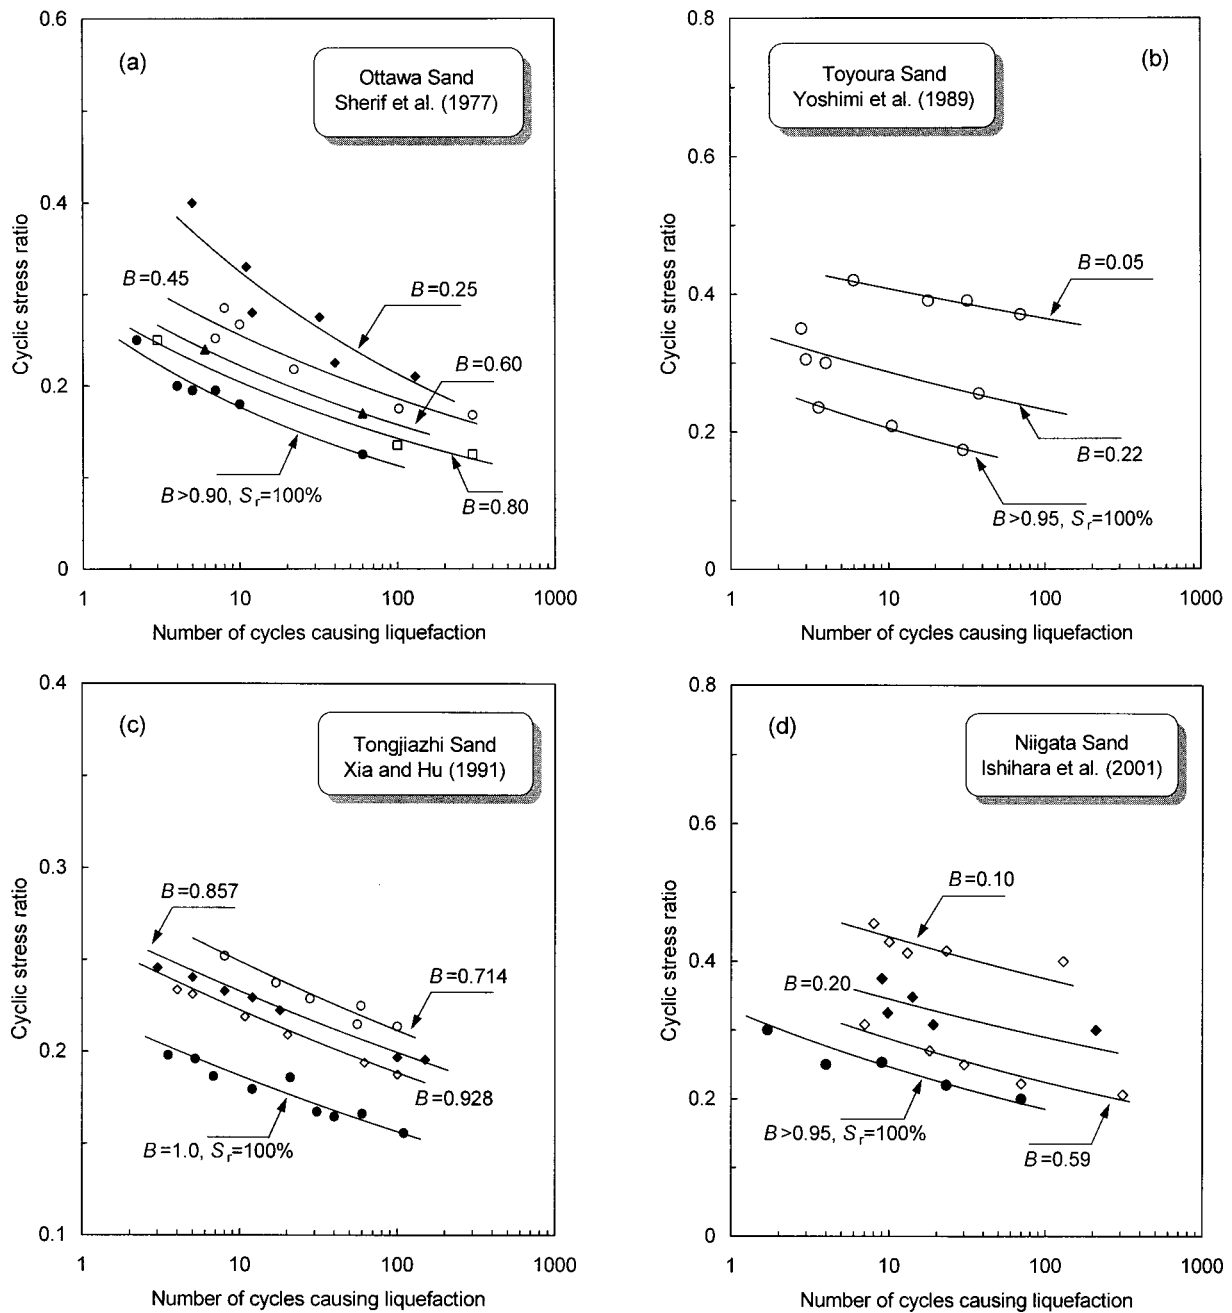 (a)
Ottawa Sand
Sherif et al. (1977)
0.6
0.4
0.2
0
Cyclic stress ratio
B=0.45
B=0.25
B=0.60
B>0.90, Sr=100%
B=0.80
1 10 100 1000
Number of cycles causing liquefaction
(b)
Toyoura Sand
Yoshimi et al. (1989)
0.8
0.6
0.4
0.2
0
Cyclic stress ratio
B=0.05
B=0.22
B>0.95, Sr=100%
1 10 100 1000
Number of cycles causing liquefaction
(c)
Tongjiazhi Sand
Xia and Hu (1991)
0.4
0.3
0.2
0.1
Cyclic stress ratio
B=0.857
B=0.714
B=0.928
B=1.0, Sr=100%
1 10 100 1000
Number of cycles causing liquefaction
(d)
Niigata Sand
Ishihara et al. (2001)
0.8
0.6
0.4
0.2
0
Cyclic stress ratio
B=0.10
B=0.20
B>0.95, Sr=100%
B=0.59
1 10 100 1000
Number of cycles causing liquefaction